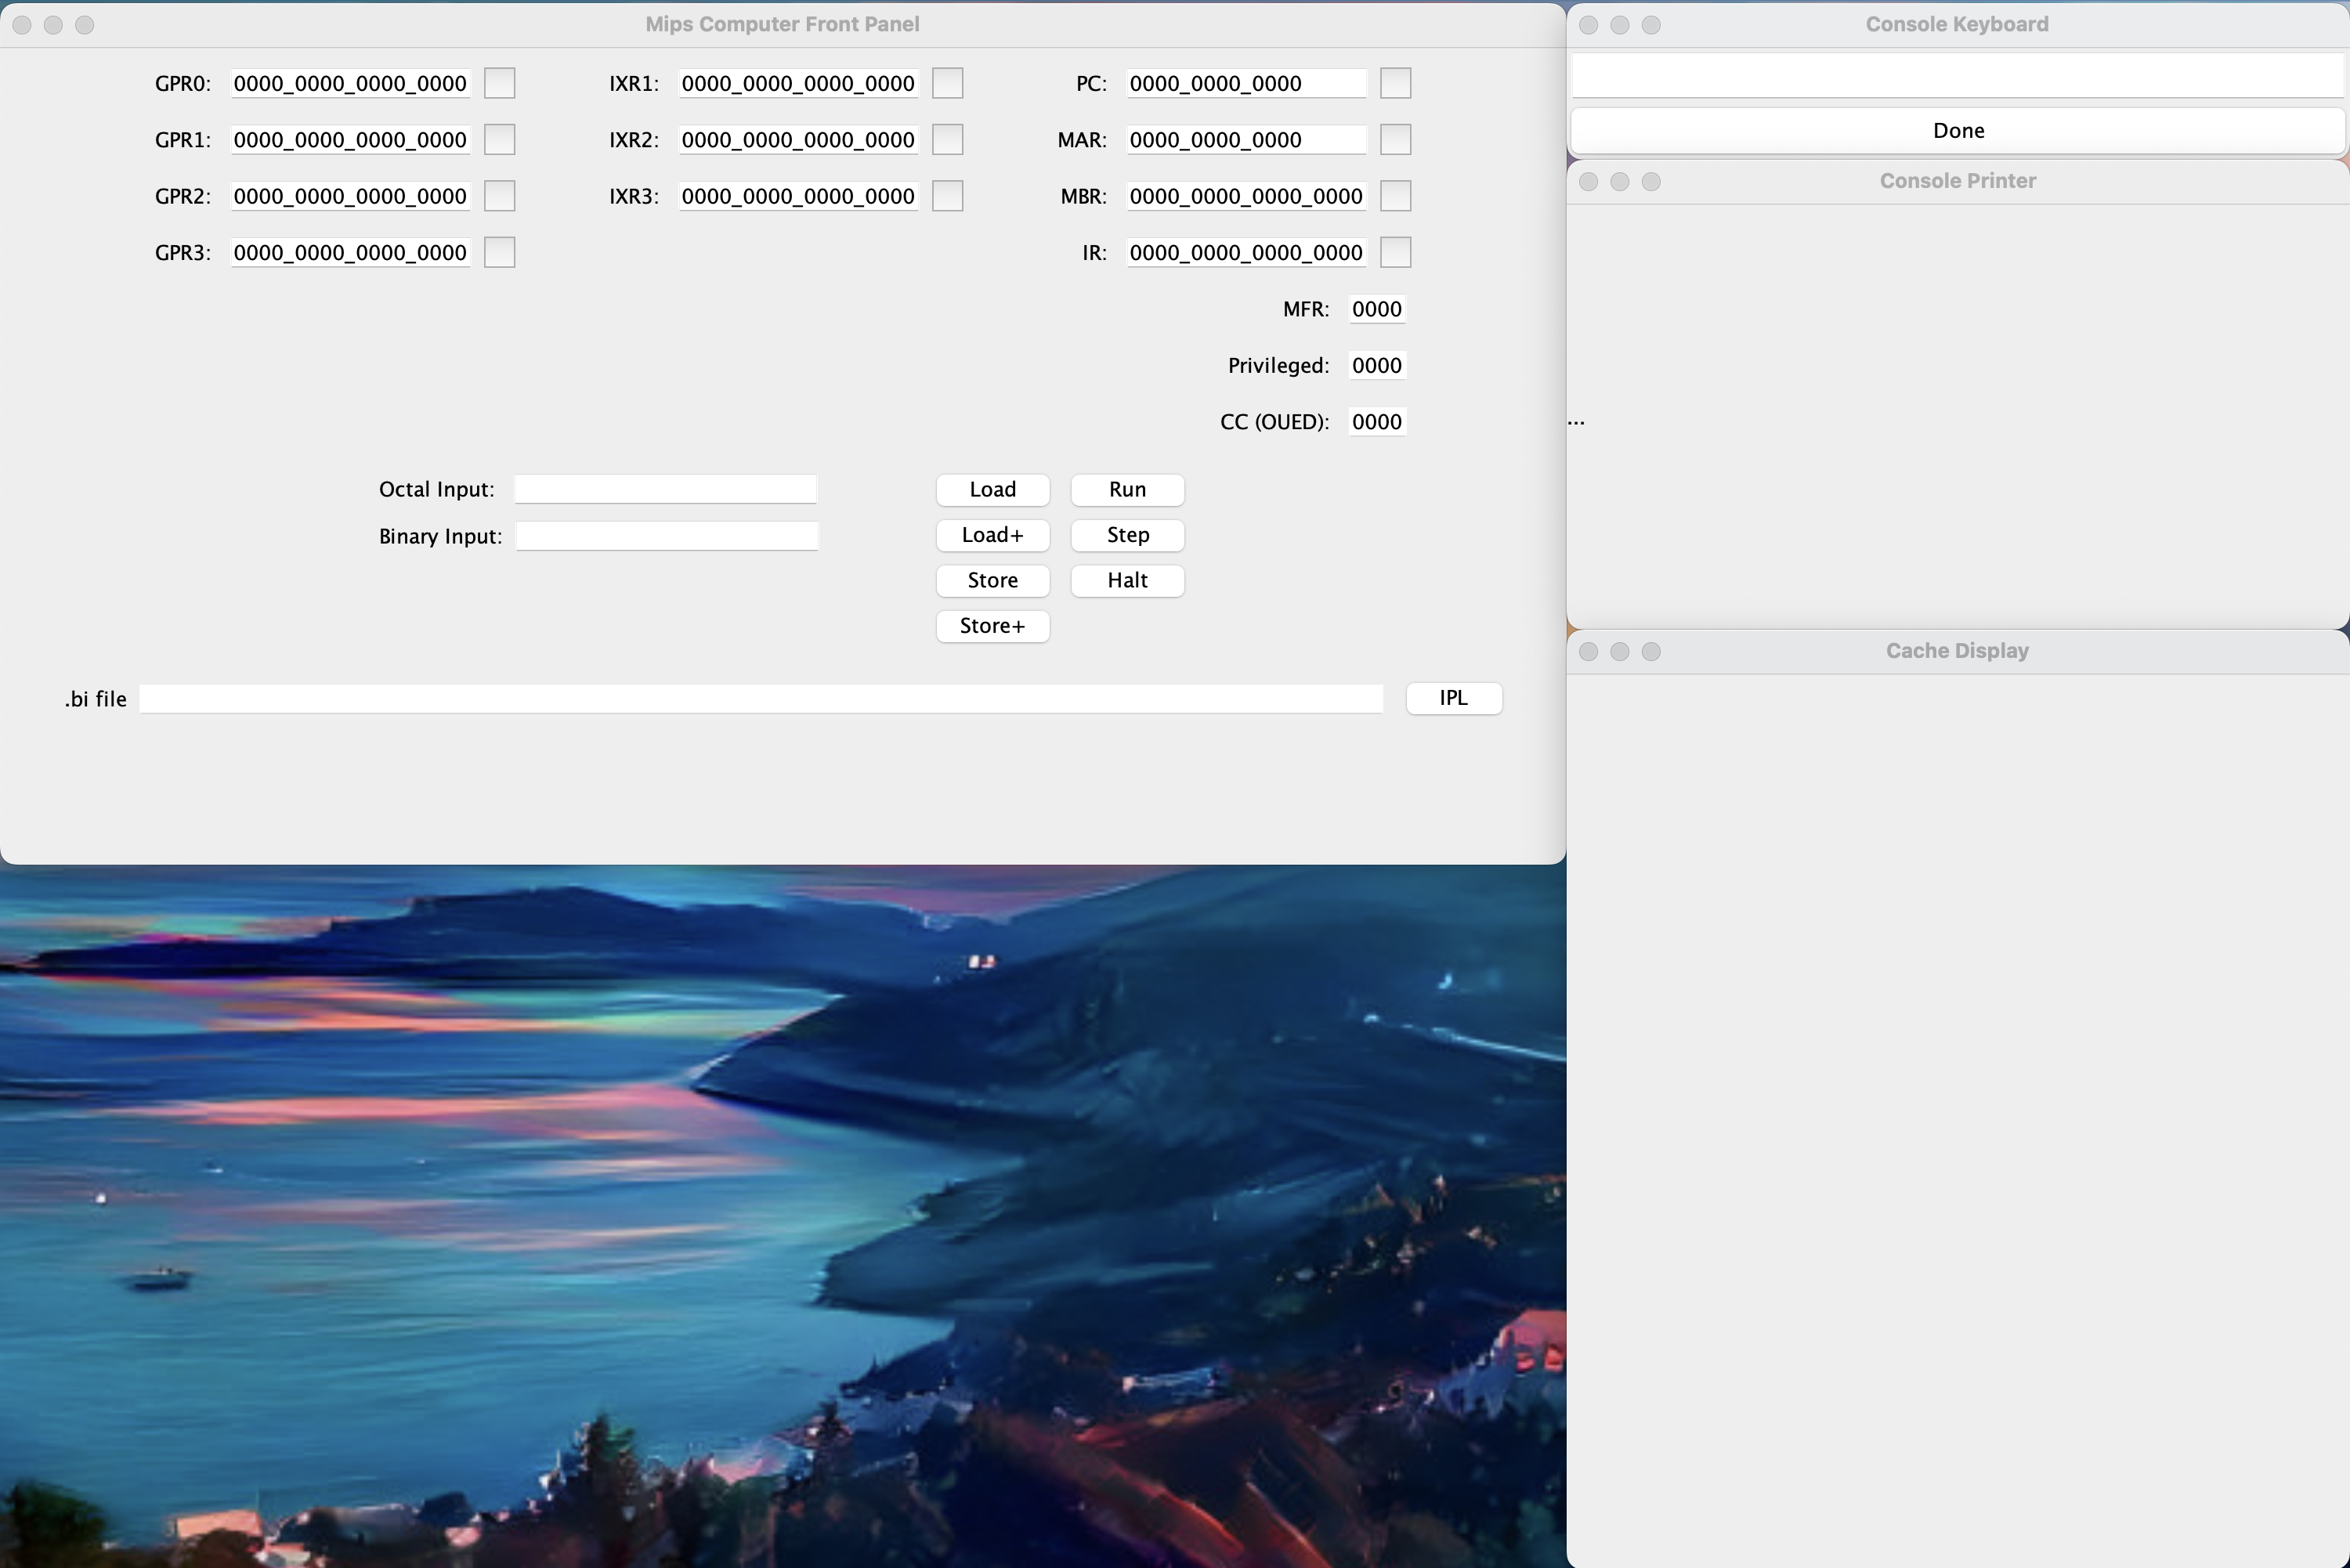 Mips Computer Front Panel
GPR0: 0000_0000_0000_0000 IXR1: 0000_0000_0000_0000 PC: 0000_0000_0000
GPR1: 0000_0000_0000_0000 IXR2: 0000_0000_0000_0000 MAR: 0000_0000_0000
GPR2: 0000_0000_0000_0000 IXR3: 0000_0000_0000_0000 MBR: 0000_0000_0000_0000
GPR3: 0000_0000_0000_0000 IR: 0000_0000_0000_0000
MFR: 0000
Privileged: 0000
CC (OUED): 0000
Octal Input: Load Run
Binary Input: Load+ Step
Store Halt
Store+
.bi file IPL
Console Keyboard
Done
Console Printer
...
Cache Display